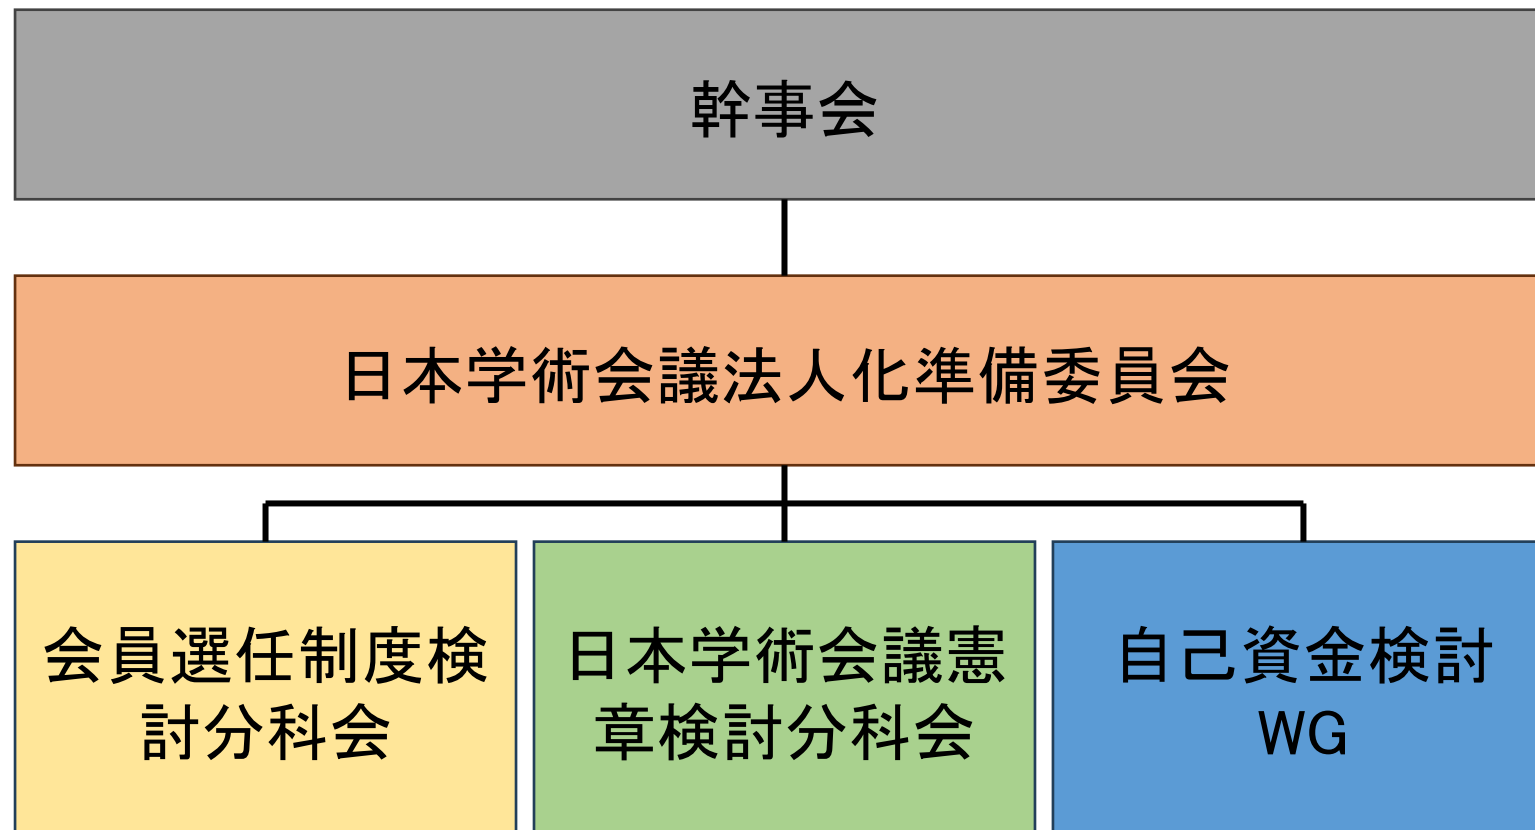 幹事会
日本学術会議法人化準備委員会
会員選任制度検
討分科会
日本学術会議憲
章検討分科会
自己資金検討
WG